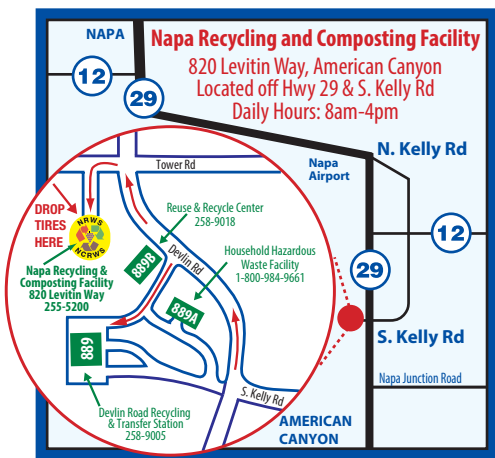 NAPA
Napa Recycling and Composting Facility
820 Levitin Way, American Canyon
Located off Hwy 29 & S. Kelly Rd
Daily Hours: 8am-4pm
12
29
N. Kelly Rd
Napa
Airport
Tower Rd
DROP
TIRES
HERE
NRWS
NCRWS
Reuse & Recycle Center
258-9018
Devlin Rd
889B
Household Hazardous
Waste Facility
1-800-984-9661
12
29
Napa Recycling &
Composting Facility
820 Levitin Way
255-5200
889A
889
S. Kelly Rd
Napa Junction Road
S. Kelly Rd
Devlin Road Recycling
& Transfer Station
258-9005
AMERICAN
CANYON